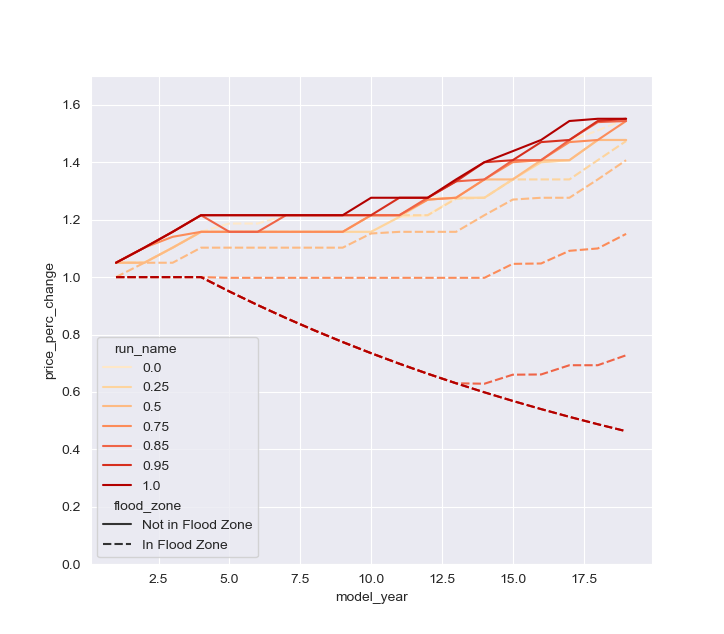 1.6
1.4
1.2
1.0
0.8
0.6
0.4
0.2
0.0
price_perc_change
run_name
0.0
0.25
0.5
0.75
0.85
0.95
1.0
flood_zone
Not in Flood Zone
In Flood Zone
2.5 5.0 7.5 10.0 12.5 15.0 17.5
model_year